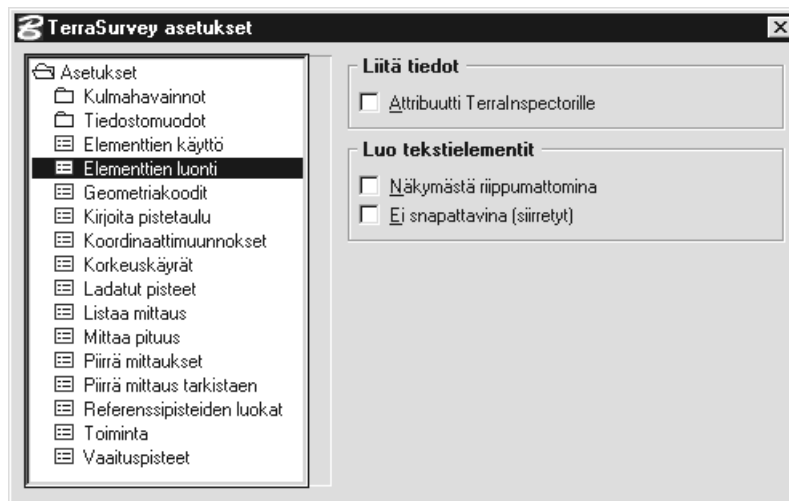 TerraSurvey asetukset
Asetukset
Kulmahavainnot
Tiedostomuodot
Elementtien käyttö
Elementtien luonti
Geometriakoodit
Kirjoita pistetaulu
Koordinaattimuunnokset
Korkeuskäyrät
Ladatut pisteet
Listaa mittaus
Mittaa pituus
Piirrä mittaukset
Piirrä mittaus tarkistaen
Referenssipisteiden luokat
Toiminta
Vaaituspisteet
Liitä tiedot
Attribuutti TerraInspectorille
Luo tekstielementit
Näkymästä riippumattomina
Ei snapattavina (siirretyt)